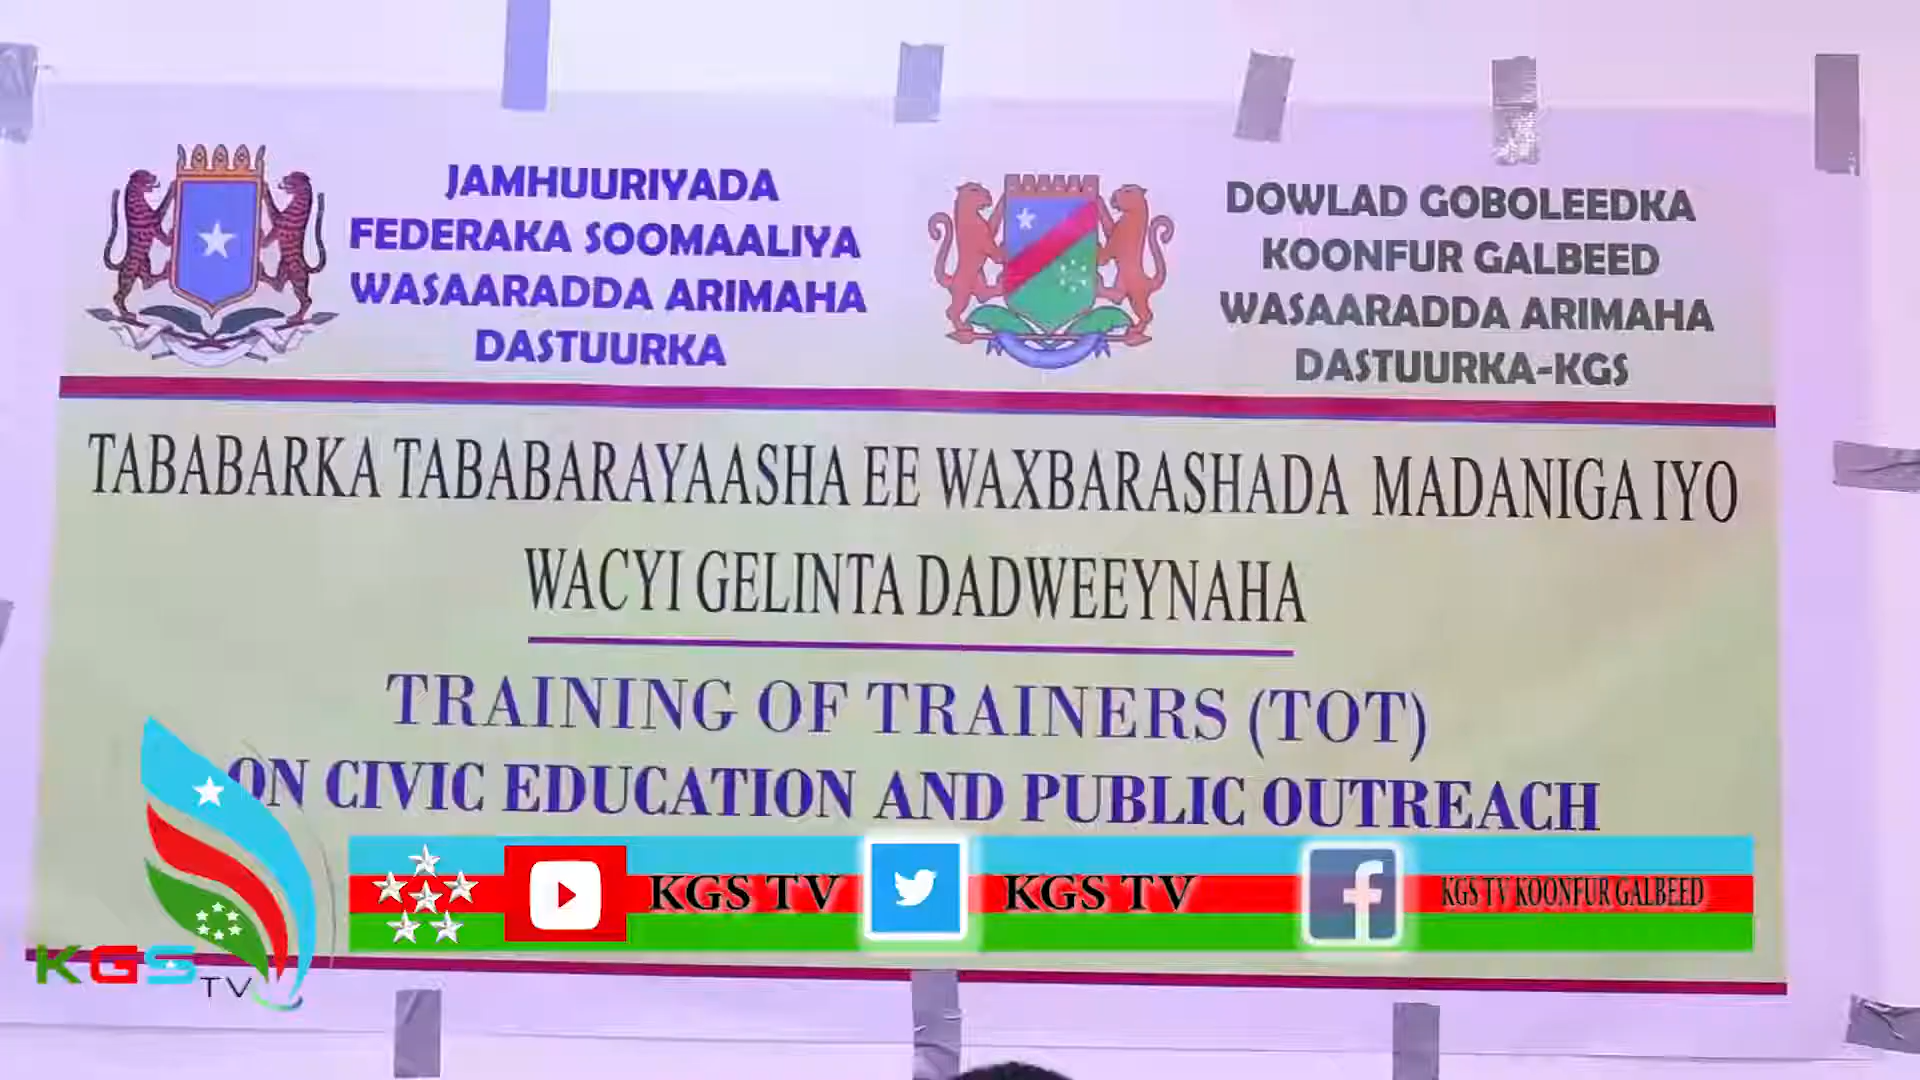 JAMHUURIYADA
FEDERAKA SOOMAALIYA
WASAARADDA ARIMAHA
DASTUURKA
DOWLAD GOBOLEEDKA
KOONFUR GALBEED
WASAARADDA ARIMAHA
DASTUURKA-KGS
TABABARKA TABABARAYAASHA EE WAXBARASHADA MADANIGA IYO
WACYI GELINTA DADWEEYNAHA
TRAINING OF TRAINERS (TOT)
ON CIVIC EDUCATION AND PUBLIC OUTREACH
KGS TV
KGS TV
KGS TV KOONFUR GALBEED
KGS
TV